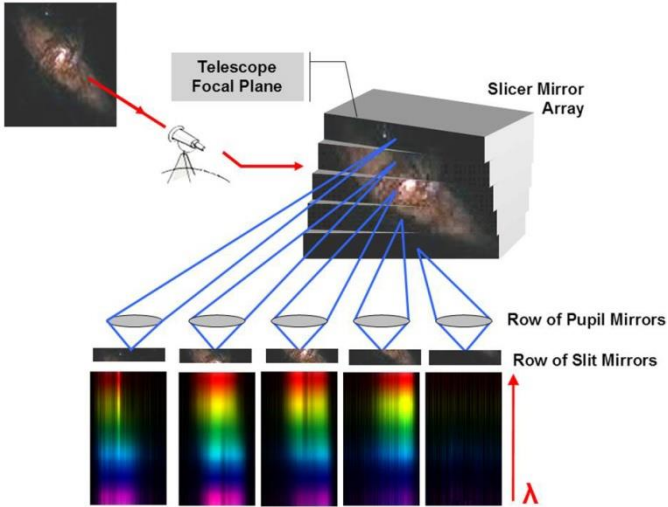 Telescope
Focal Plane
Slicer Mirror
Array
Row of Pupil Mirrors
Row of Slit Mirrors
λ